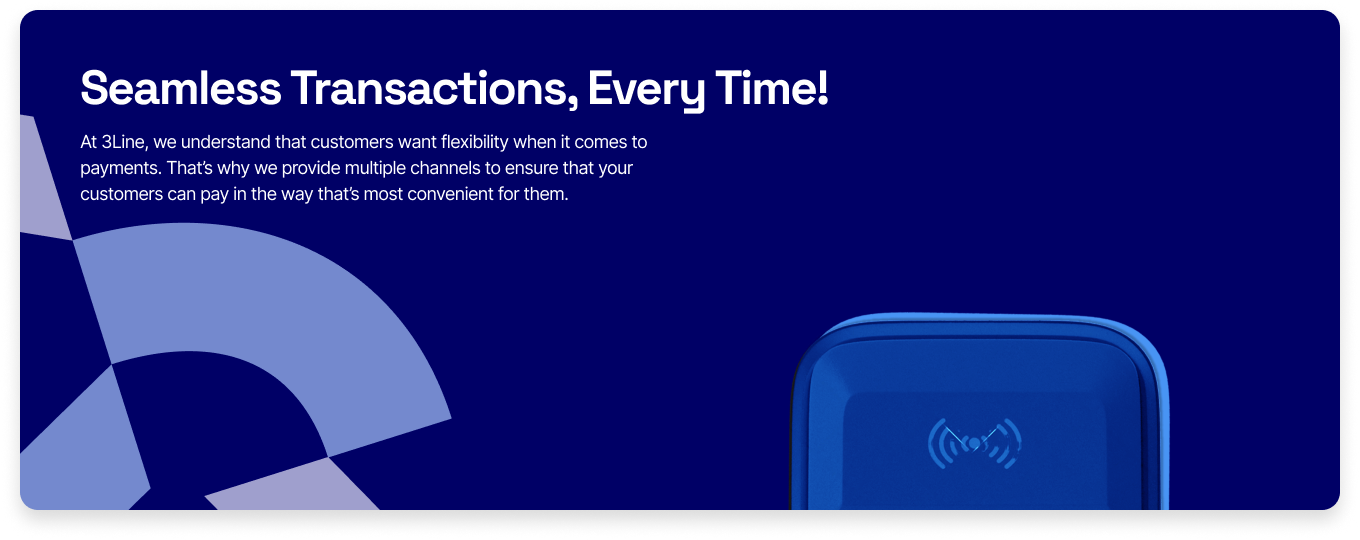 Seamless Transactions, Every Time!
At 3Line, we understand that customers want flexibility when it comes to
payments. That’s why we provide multiple channels to ensure that your
customers can pay in the way that’s most convenient for them.